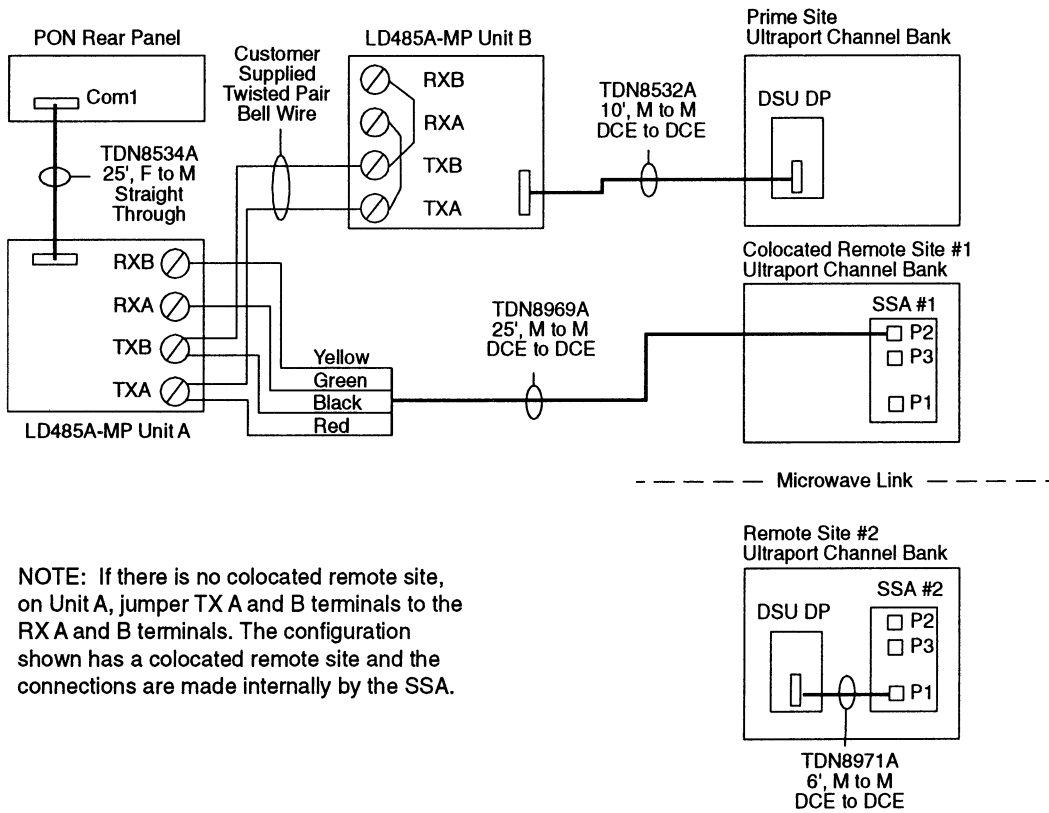 PON Rear Panel
Com1
TDN8534A
25', F to M
Straight
Through
Customer
Supplied
Twisted Pair
Bell Wire
LD485A-MP Unit B
RXB
RXA
TXB
TXA
TDN8532A
10', M to M
DCE to DCE
Prime Site
Ultraport Channel Bank
DSU DP
RXB
RXA
TXB
TXA
LD485A-MP Unit A
Yellow
Green
Black
Red
TDN8969A
25', M to M
DCE to DCE
Colocated Remote Site #1
Ultraport Channel Bank
SSA #1
P2
P3
P1
Microwave Link
Remote Site #2
Ultraport Channel Bank
SSA #2
DSU DP
P2
P3
P1
TDN8971A
6', M to M
DCE to DCE
NOTE: If there is no colocated remote site,
on Unit A, jumper TX A and B terminals to the
RX A and B terminals. The configuration
shown has a colocated remote site and the
connections are made internally by the SSA.